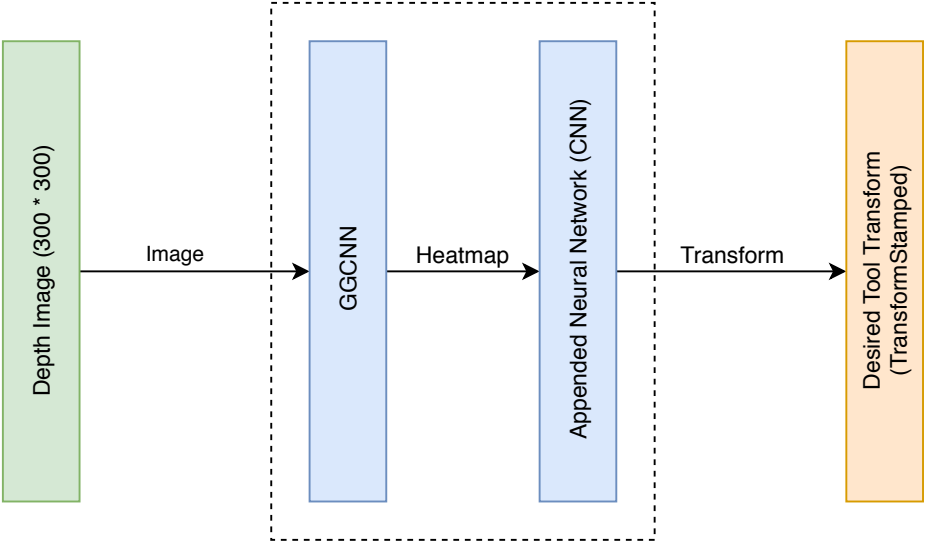 Depth Image (300 * 300)
Image
GGCNN
Heatmap
Appended Neural Network (CNN)
Transform
Desired Tool Transform
(TransformStamped)